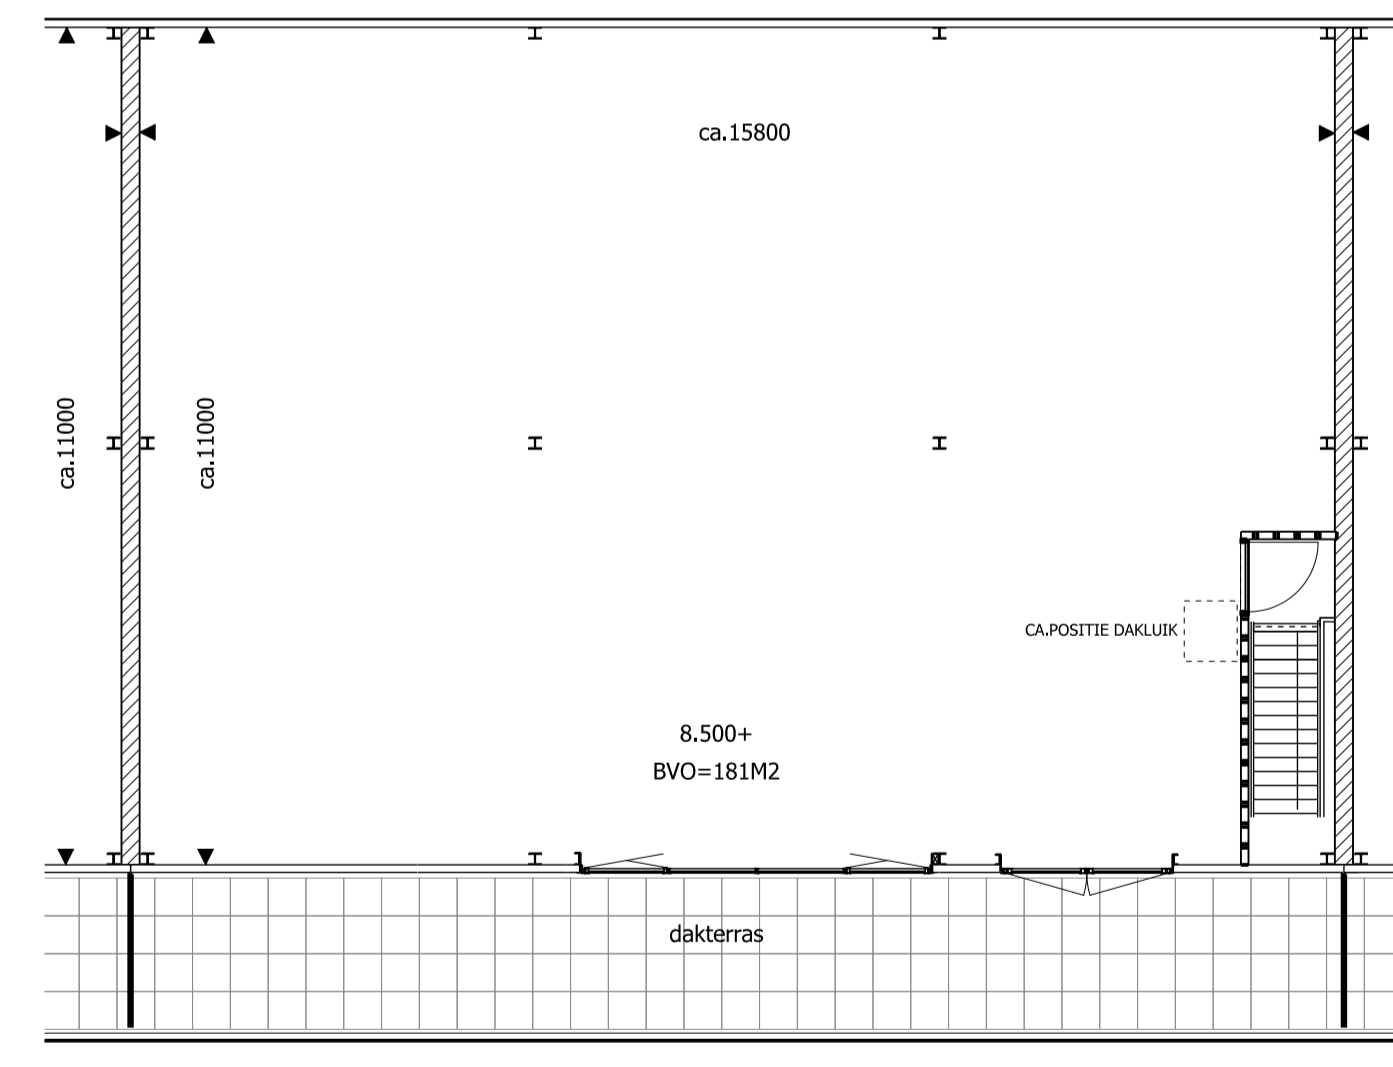 ca.15800
ca.11000
ca.11000
CA.POSITIE DAKLUIK
8.500+
BVO=181M2
dakterras